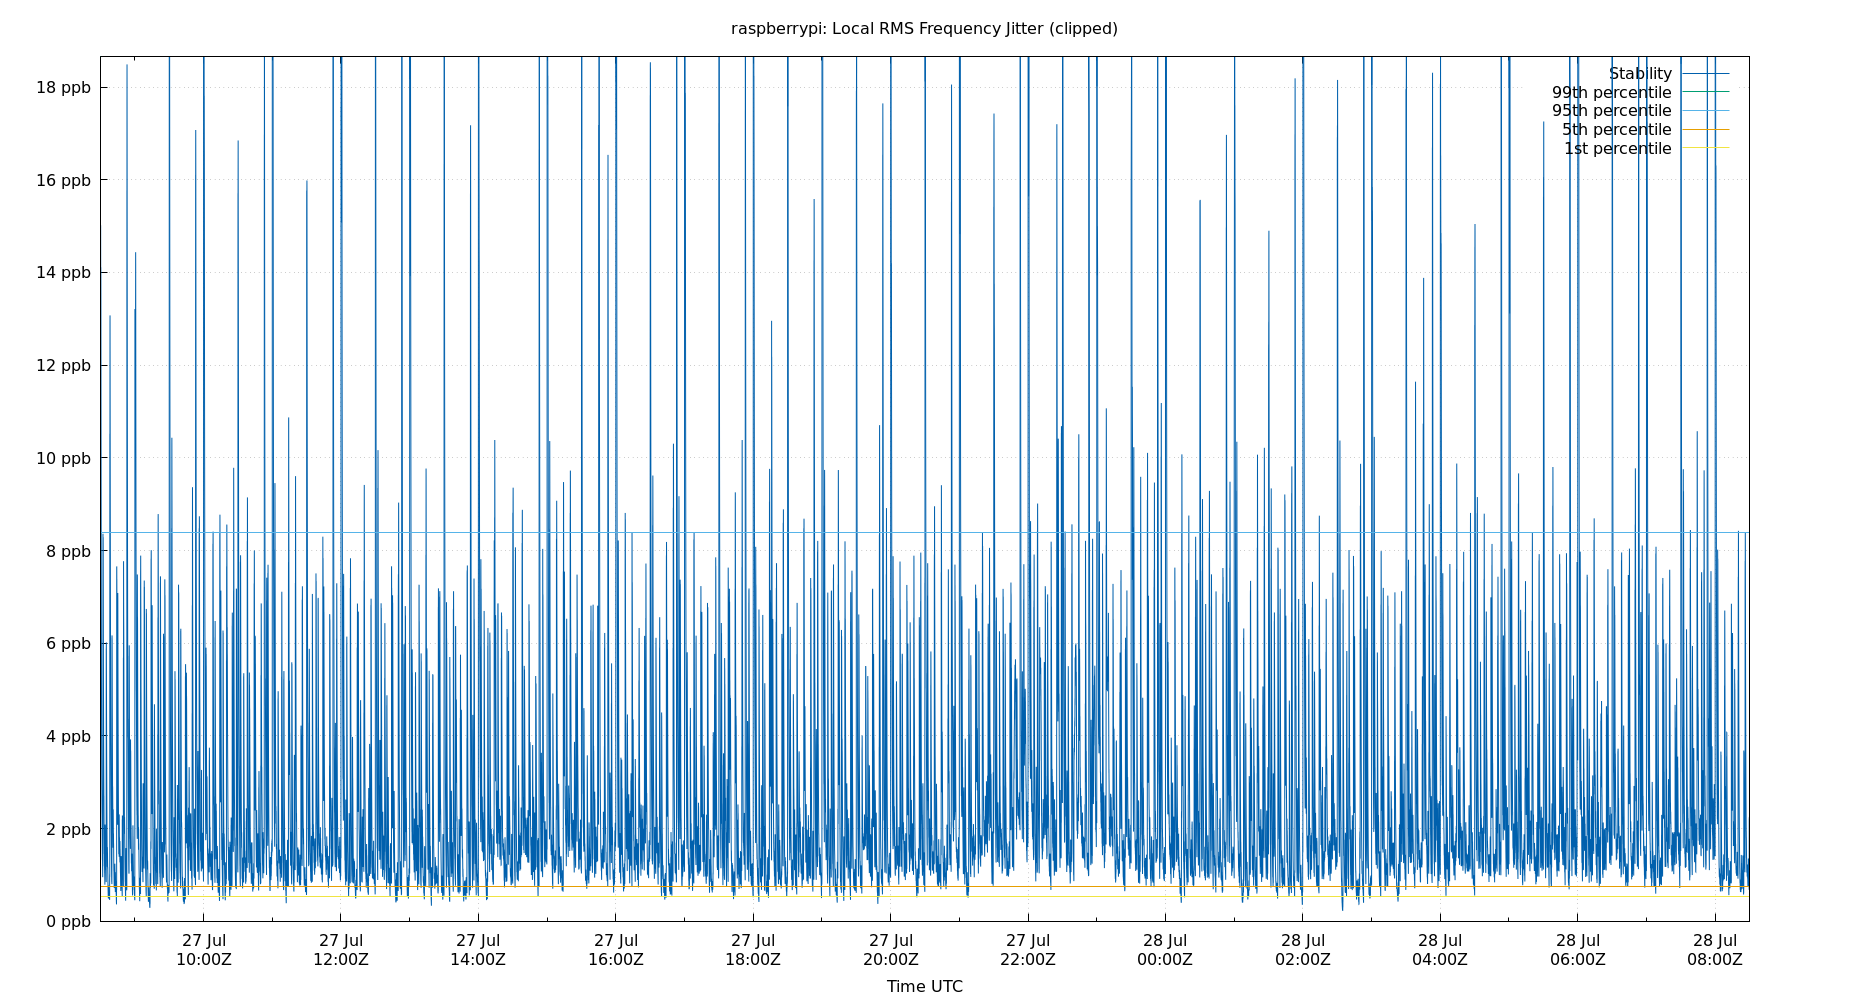 raspberrypi: Local RMS Frequency Jitter (clipped)
18 ppb
16 ppb
14 ppb
12 ppb
10 ppb
8 ppb
6 ppb
4 ppb
2 ppb
0 ppb
Stability
99th percentile
95th percentile
5th percentile
1st percentile
27 Jul 27 Jul 27 Jul 27 Jul 27 Jul 27 Jul 27 Jul 28 Jul 28 Jul 28 Jul 28 Jul 28 Jul
10:00Z 12:00Z 14:00Z 16:00Z 18:00Z 20:00Z 22:00Z 00:00Z 02:00Z 04:00Z 06:00Z 08:00Z
Time UTC